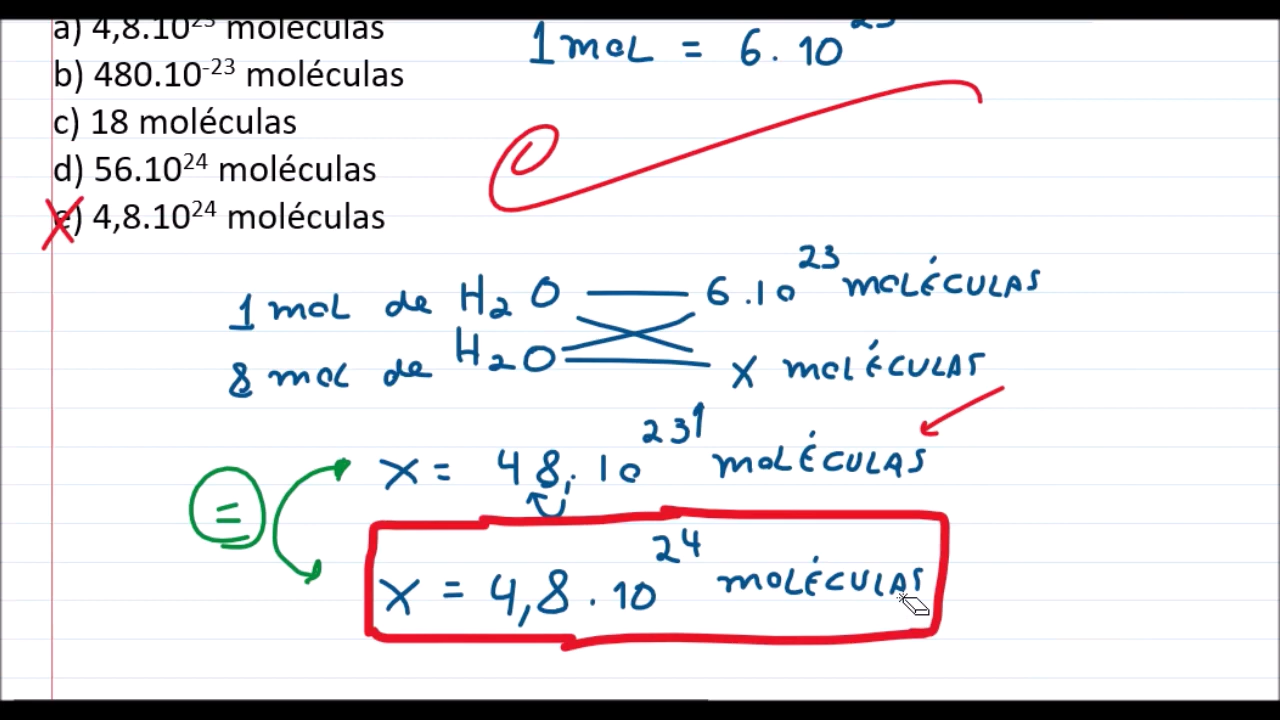 a) 4,8.10²³ moléculas
1 mol = 6. 10²³
b) 480.10⁻²³ moléculas
c) 18 moléculas
d) 56.10²⁴ moléculas
e) 4,8.10²⁴ moléculas
1 mol de H₂O 6.10²³ MOLÉCULAS
8 mol de H₂O X MOLÉCULAS
X = 48, 10²³¹ MOLÉCULAS
=
X = 4,8 . 10²⁴ MOLÉCULAS